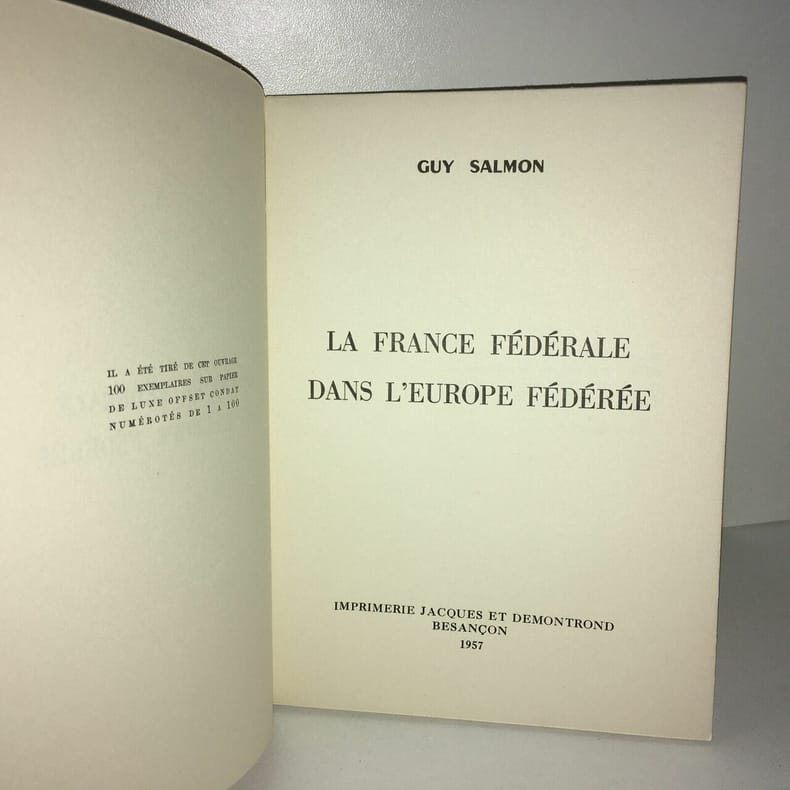 IL A ÉTÉ TIRÉ DE CET OUVRAGE
100 EXEMPLAIRES SUR PAPIER
DE LUXE OFFSET CONDAT
NUMÉROTÉS DE 1 A 100
GUY SALMON
LA FRANCE FÉDÉRALE
DANS L'EUROPE FÉDÉRÉE
IMPRIMERIE JACQUES ET DEMONTROND
BESANÇON
1957